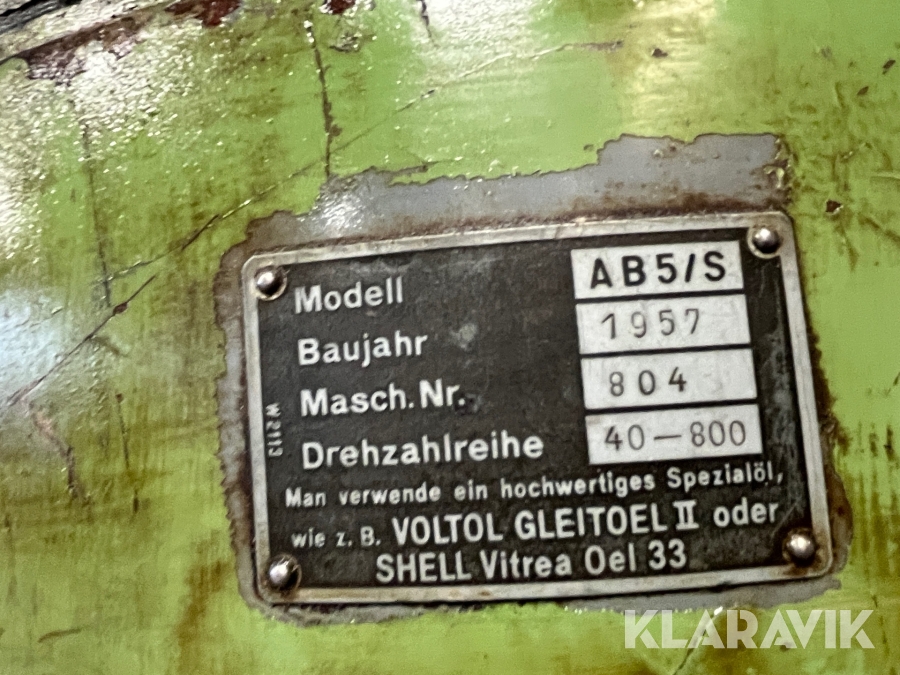 Modell AB5/S
Baujahr 1957
Masch.Nr. 804
Drehzahlreihe 40—800
W2113
Man verwende ein hochwertiges Spezialöl,
wie z. B. VOLTOL GLEITOEL II oder
SHELL Vitrea Oel 33
KLARAVIK